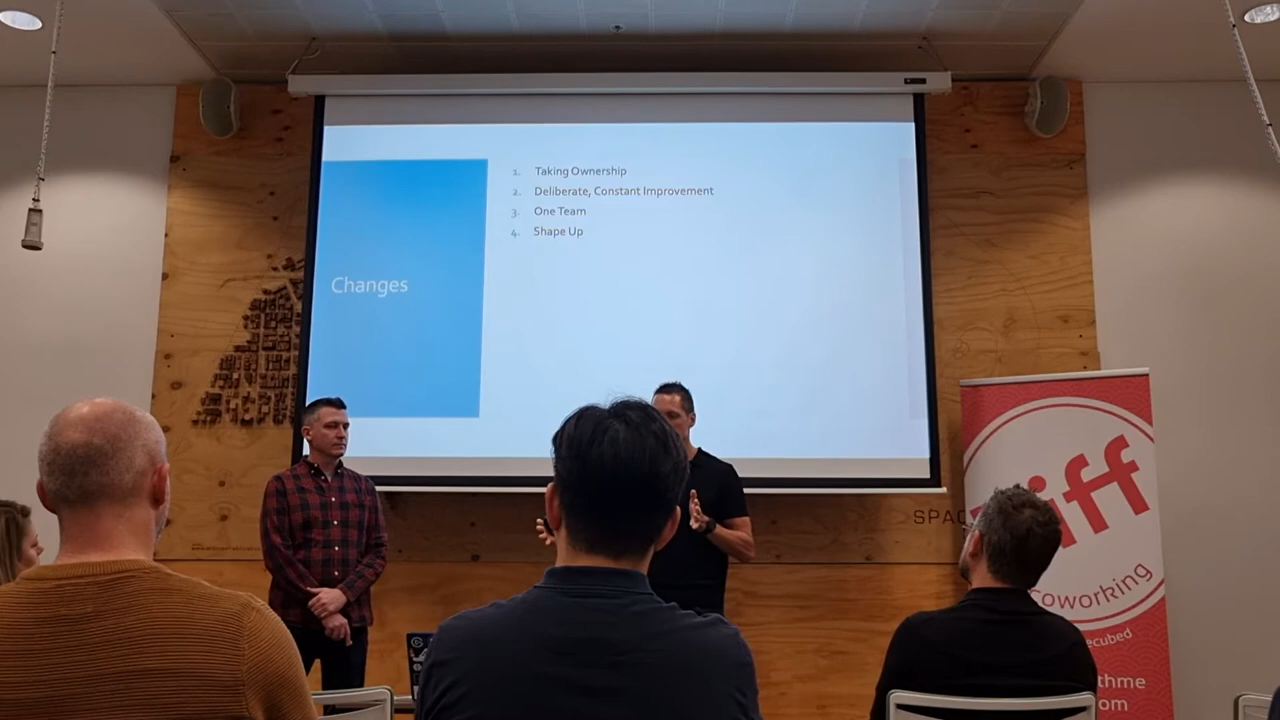 Changes
1. Taking Ownership
2. Deliberate, Constant Improvement
3. One Team
4. Shape Up
SPAC
iff
coworking
ecubed
thme
om